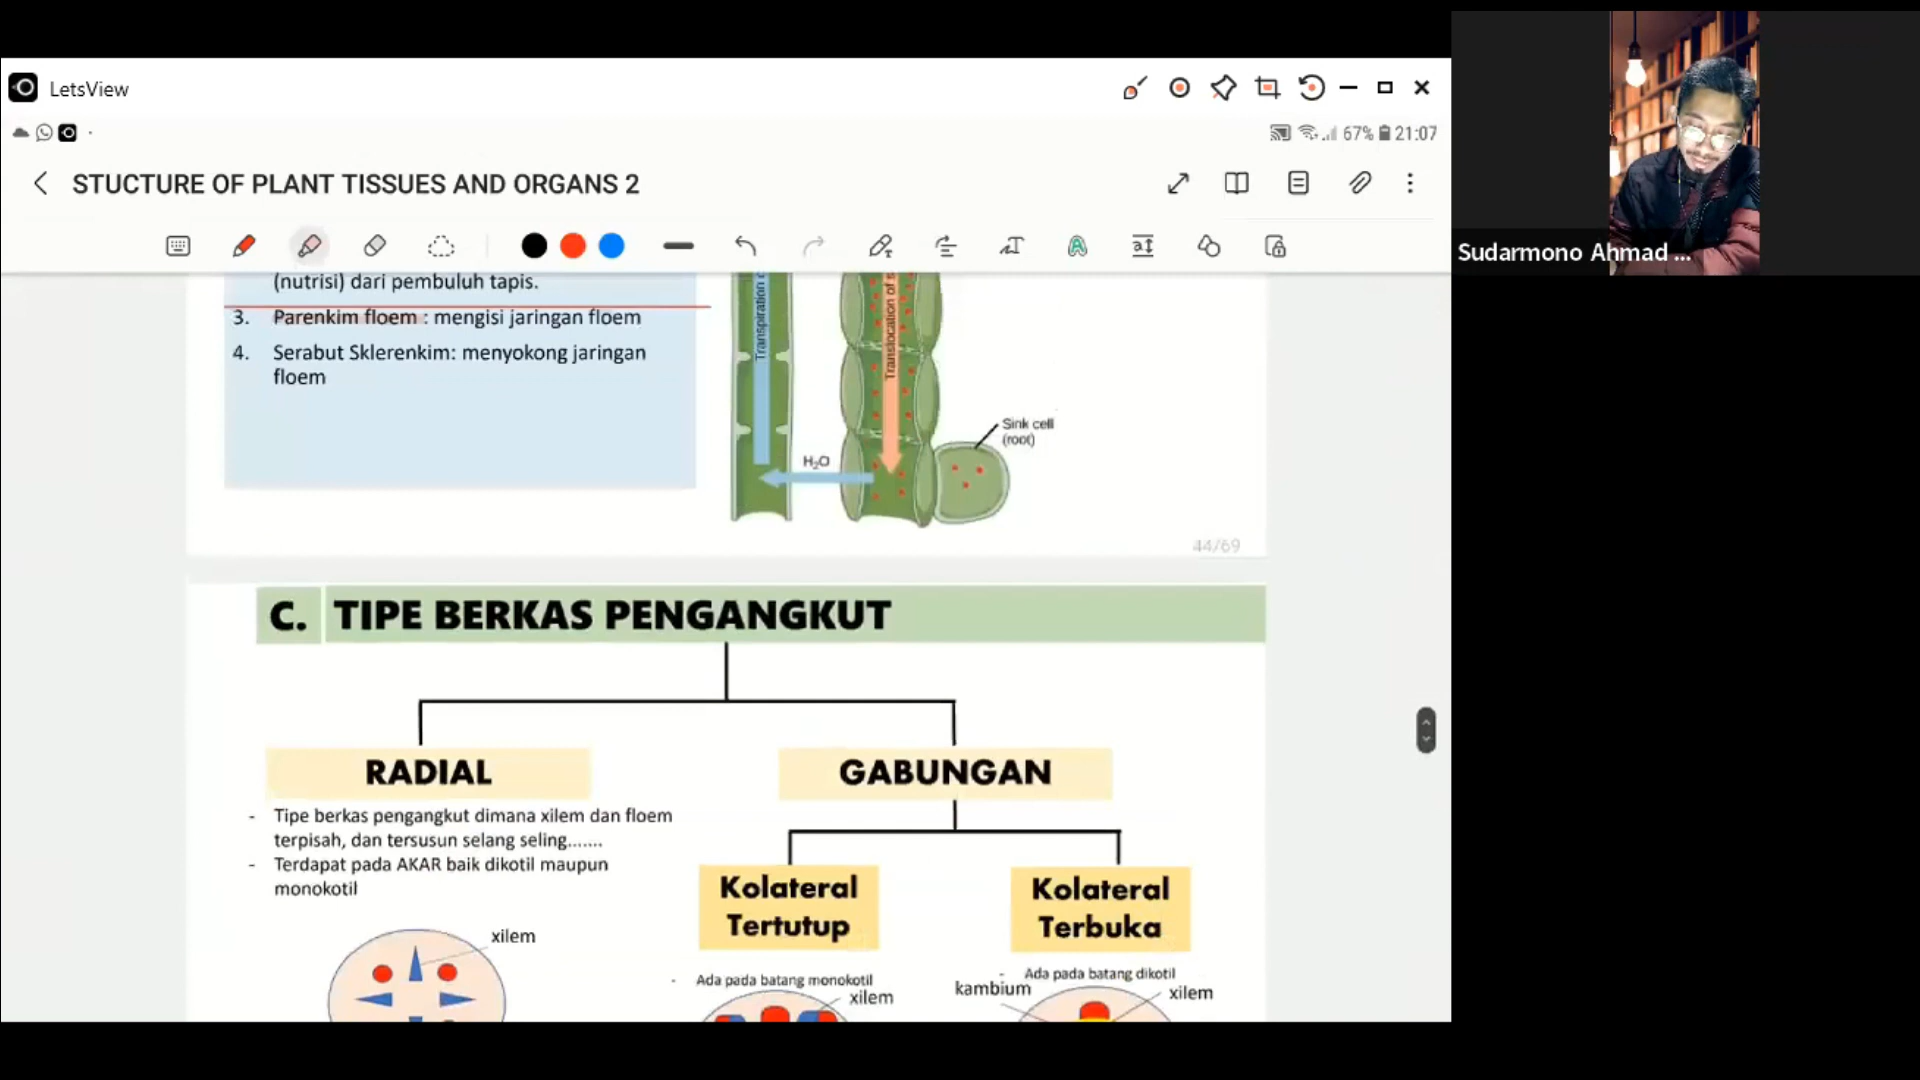 LetsView
67% 21:07
STUCTURE OF PLANT TISSUES AND ORGANS 2
Sudarmono Ahmad ...
(nutrisi) dari pembuluh tapis.
3. Parenkim floem : mengisi jaringan floem
4. Serabut Sklerenkim: menyokong jaringan
floem
Transpiration
Translocation of
Sink cell
(root)
H₂O
44/69
C. TIPE BERKAS PENGANGKUT
RADIAL
GABUNGAN
- Tipe berkas pengangkut dimana xilem dan floem
terpisah, dan tersusun selang seling.......
- Terdapat pada AKAR baik dikotil maupun
monokotil
xilem
Kolateral
Tertutup
Kolateral
Terbuka
- Ada pada batang monokotil
xilem
- Ada pada batang dikotil
kambium
xilem